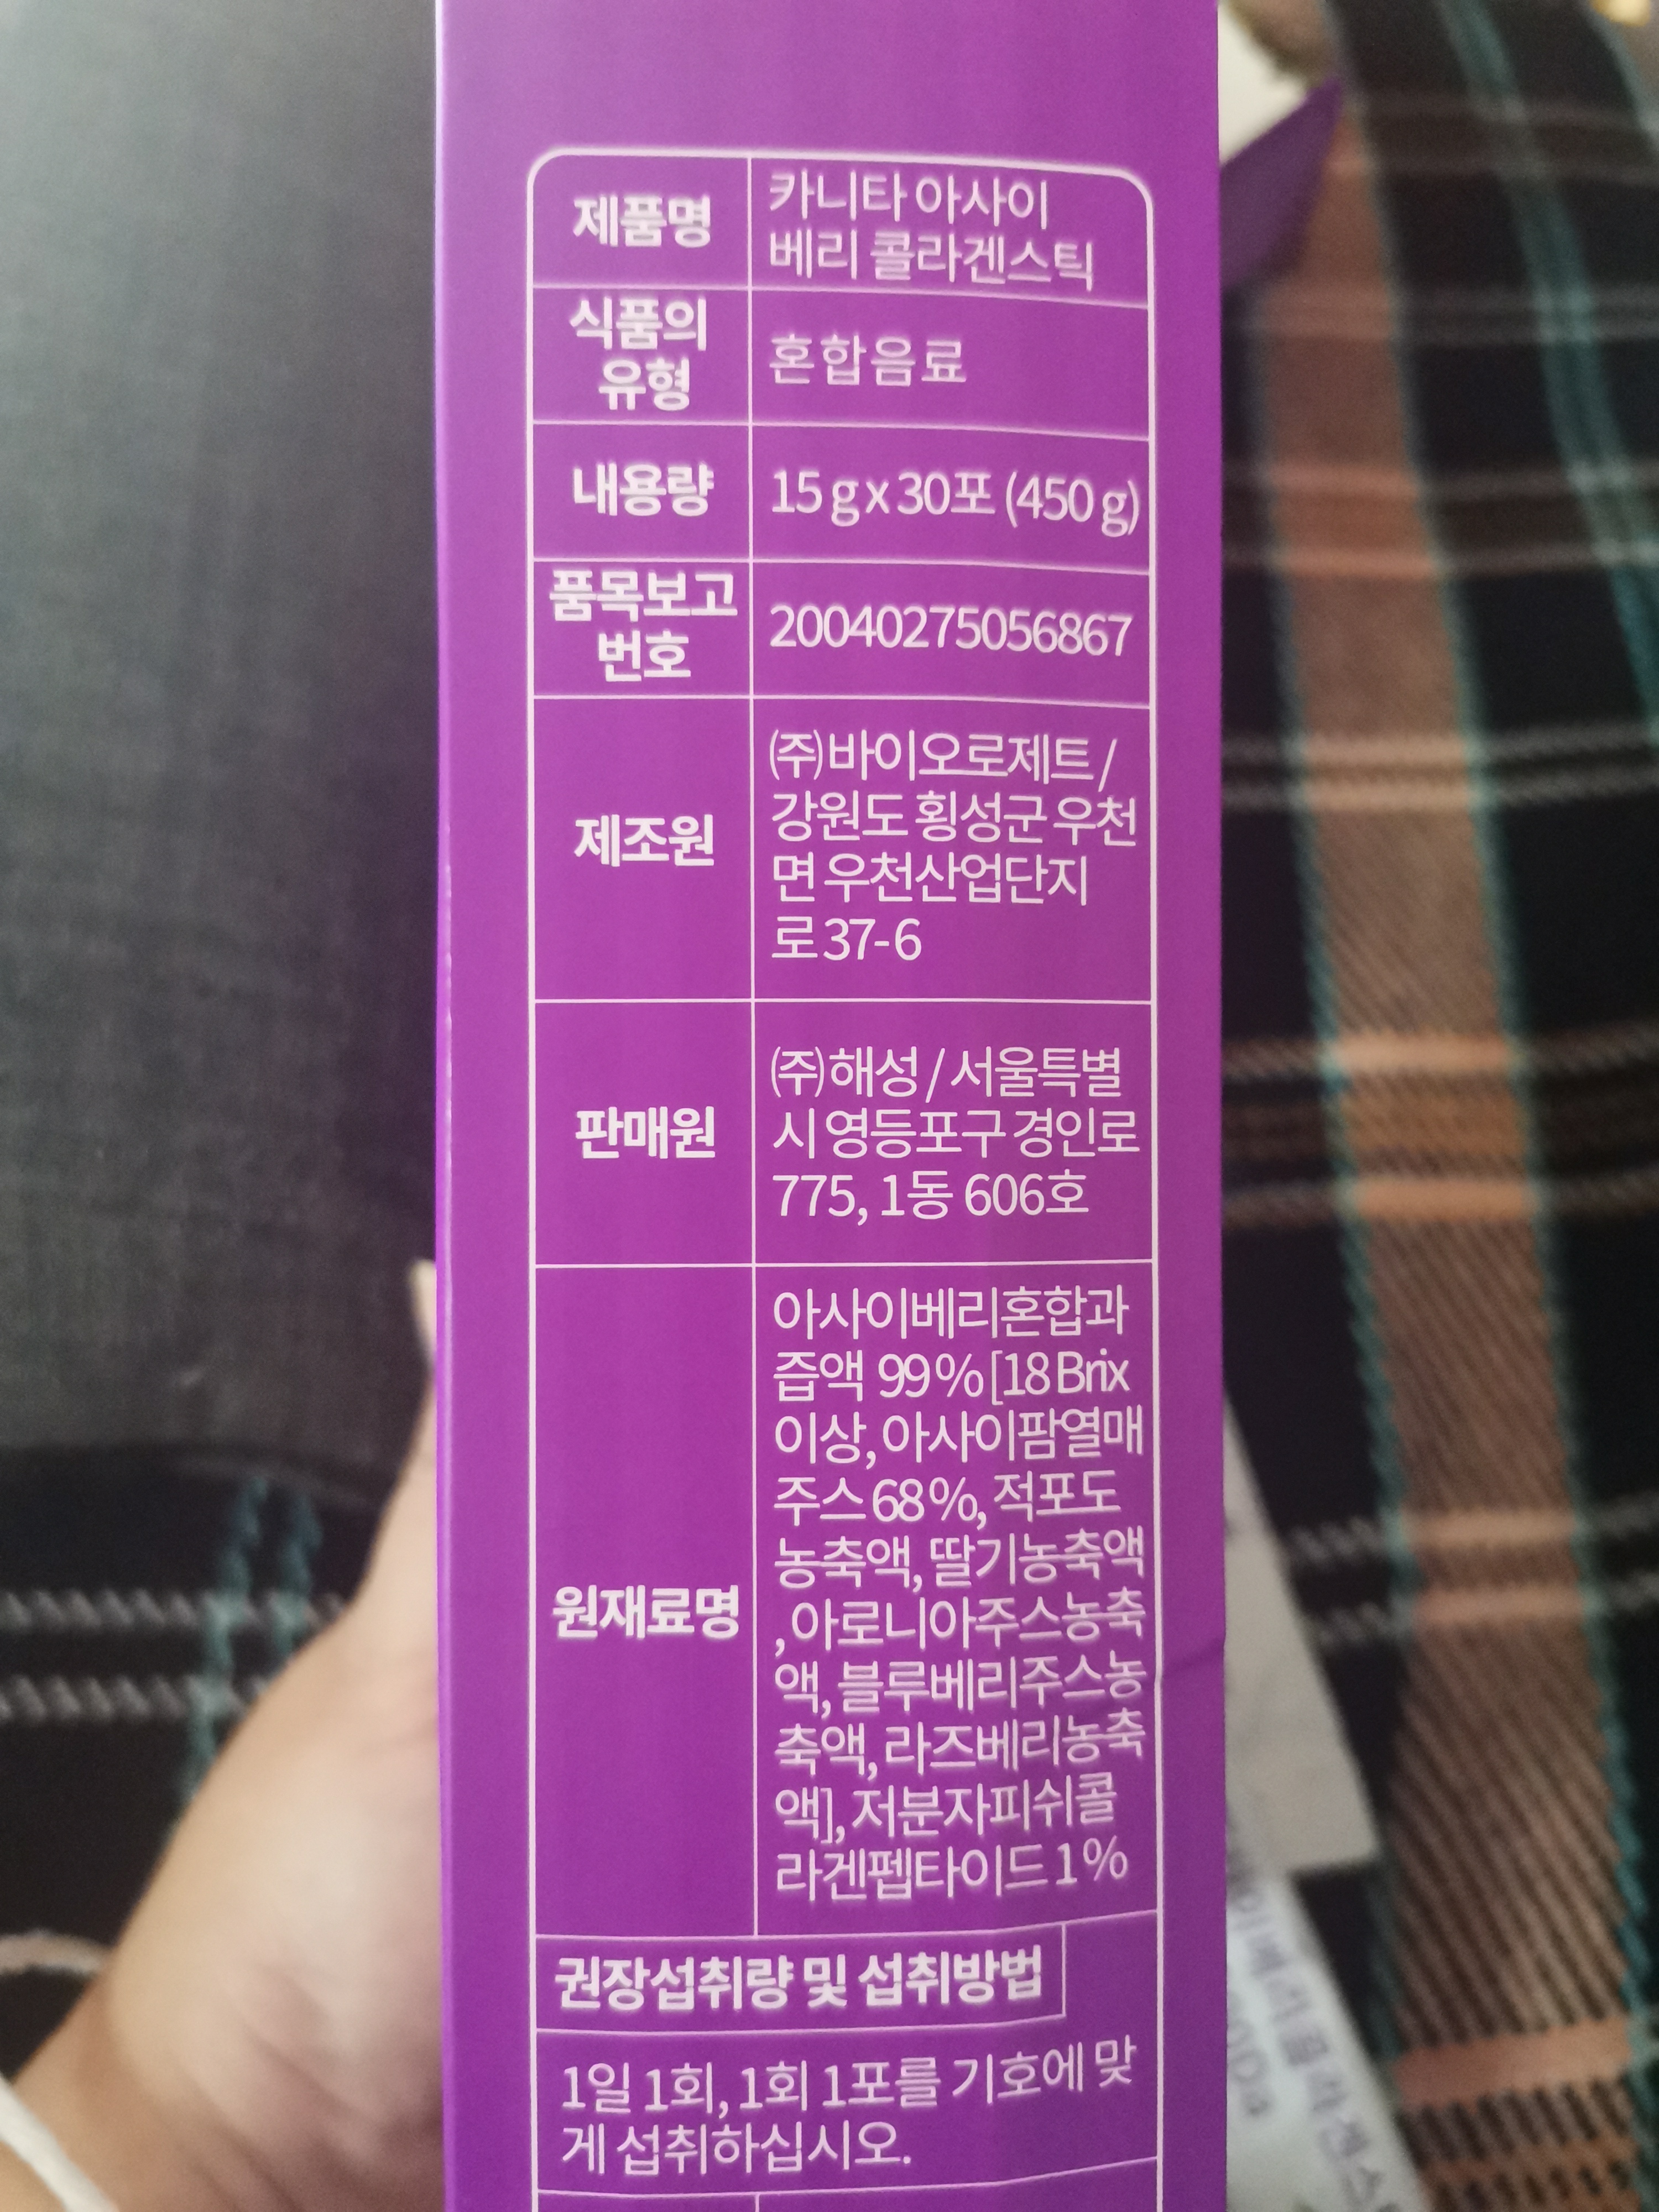 제품명
카니타 아사이
베리 콜라겐스틱
식품의
유형
혼합음료
내용량
15 g x 30포 (450 g)
품목보고
번호
20040275056867
제조원
㈜바이오로제트 /
강원도 횡성군 우천
면 우천산업단지
로 37-6
판매원
㈜해성 / 서울특별
시 영등포구 경인로
775, 1동 606호
원재료명
아사이베리혼합과
즙액 99% [18 Brix
이상, 아사이팜열매
주스 68%, 적포도
농축액, 딸기농축액
, 아로니아주스농축
액, 블루베리주스농
축액, 라즈베리농축
액], 저분자피쉬콜
라겐펩타이드 1%
권장섭취량 및 섭취방법
1일 1회, 1회 1포를 기호에 맞
게 섭취하십시오.